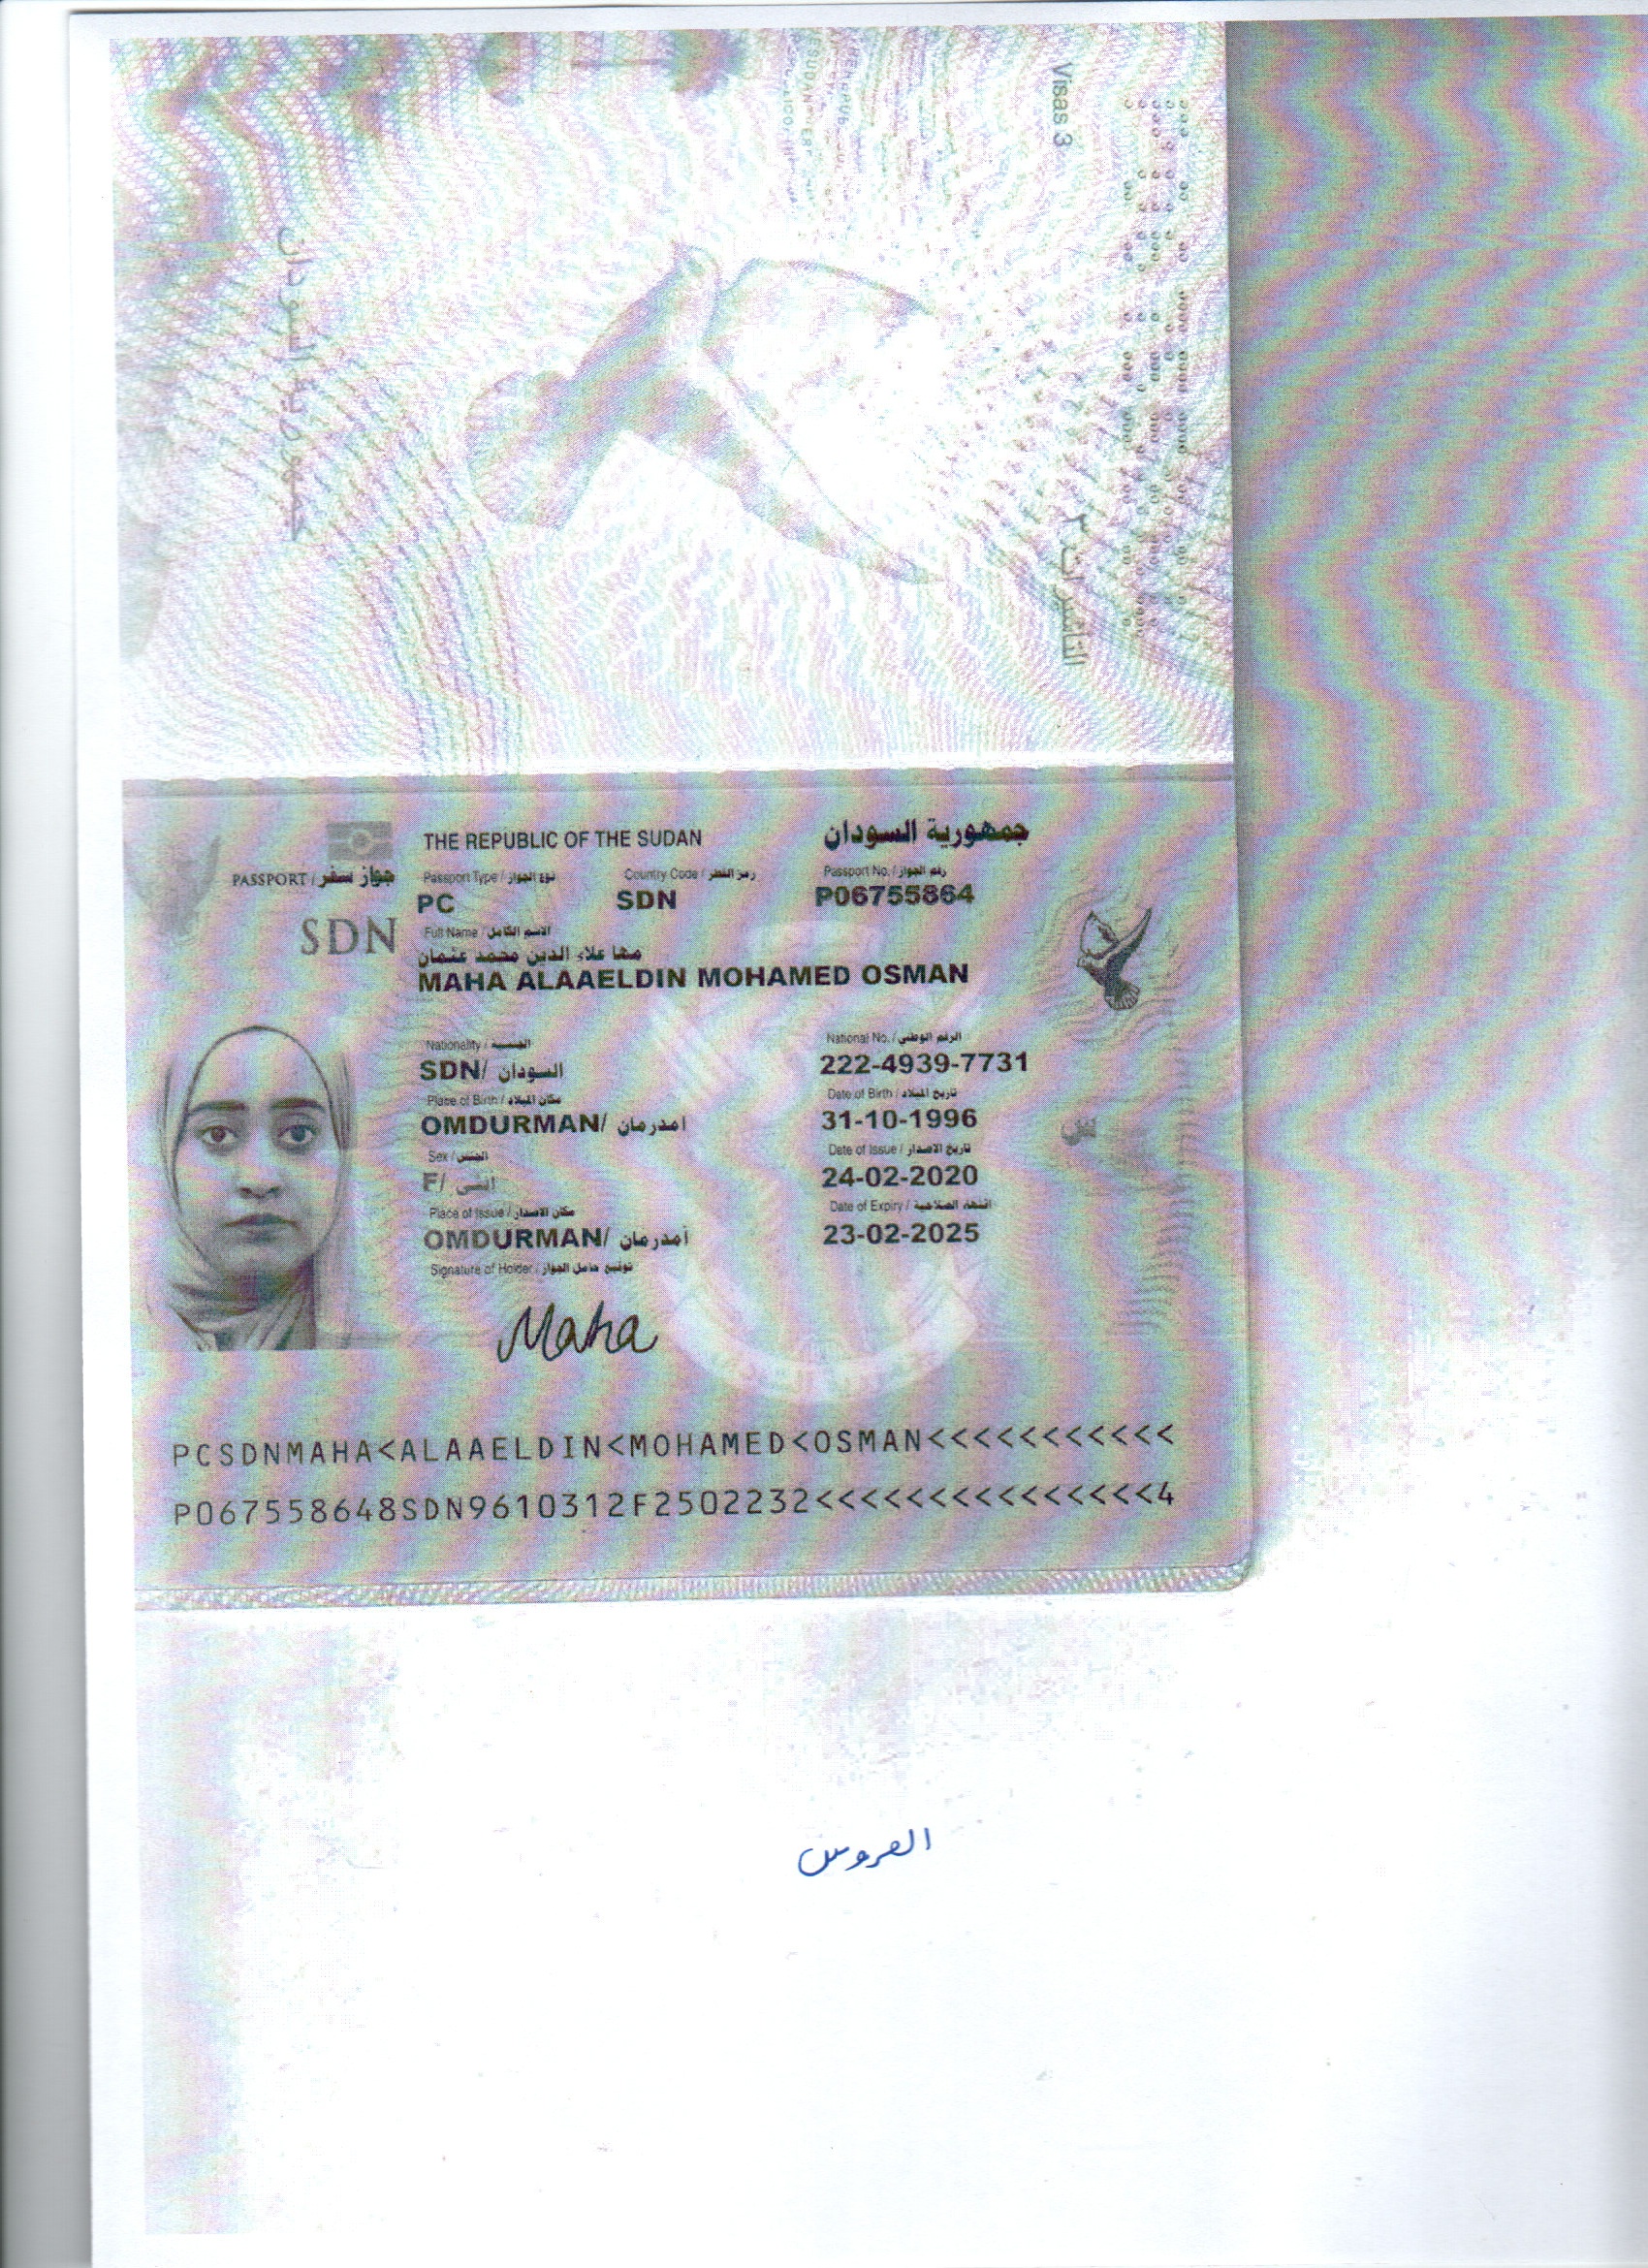 Visas 3
التأشيرات ٣
جمهورية السودان
THE REPUBLIC OF THE SUDAN
جمهورية السودان
PASSPORT / جواز سفر
Passport Type / نوع الجواز
Country Code / رمز القطر
Passport No. / رقم الجواز
PC
SDN
P06755864
SDN
Full Name / الاسم الكامل
مها علاء الدين محمد عثمان
MAHA ALAAELDIN MOHAMED OSMAN
Nationality / الجنسية
National No. / الرقم الوطني
SDN/ السودان
222-4939-7731
Place of Birth / مكان الميلاد
Date of Birth / تاريخ الميلاد
OMDURMAN/ امدرمان
31-10-1996
Sex / الجنس
Date of Issue / تاريخ الاصدار
F/ أنثى
24-02-2020
Place of Issue / مكان الاصدار
Date of Expiry /
OMDURMAN/ أمدرمان
23-02-2025
Signature of Holder / توقيع حامل الجواز
Maha
PCSDNMAHA<ALAAELDIN<MOHAMED<OSMAN<<<<<<<<<<<
P067558648SDN9610312F2502232<<<<<<<<<<<<<<<4
العروس